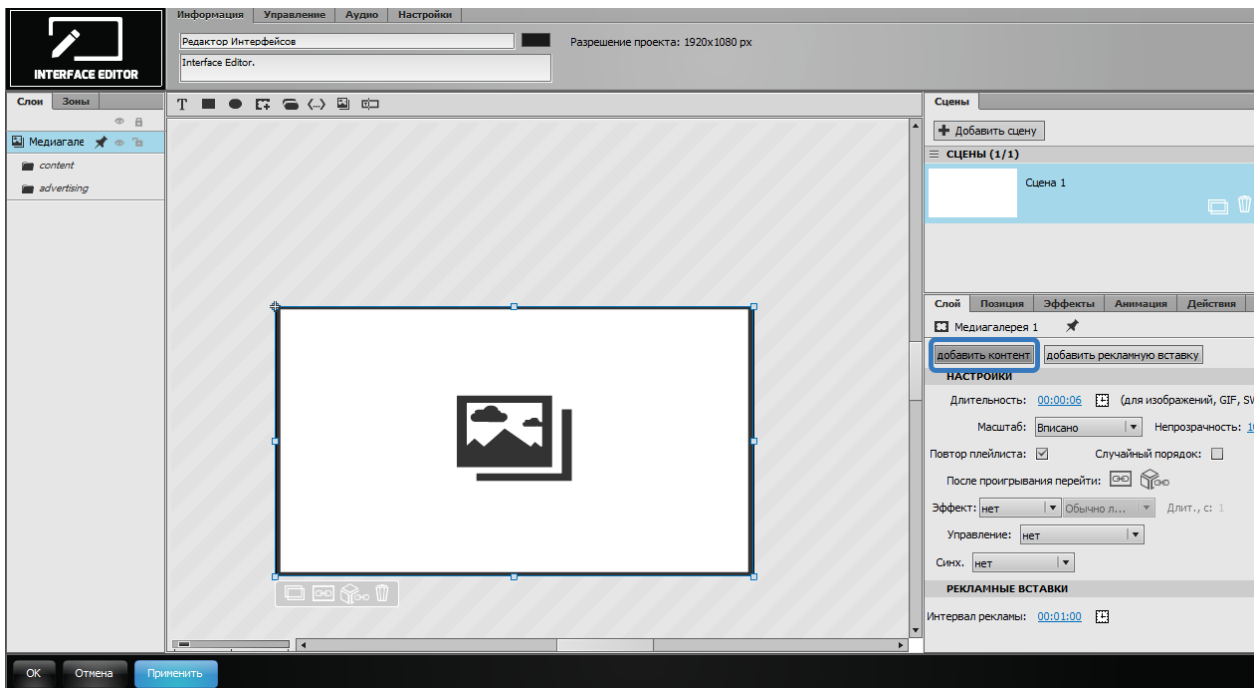 INTERFACE EDITOR
Информация Управление Аудио Настройки
Редактор Интерфейсов
Разрешение проекта: 1920x1080 px
Interface Editor.
Слои Зоны
Медиагале
content
advertising
T
Сцены
Добавить сцену
СЦЕНЫ (1/1)
Сцена 1
Слой Позиция Эффекты Анимация Действия
Медиагалерея 1
добавить контент добавить рекламную вставку
НАСТРОЙКИ
Длительность: 00:00:06 (для изображений, GIF, SW
Масштаб: Вписано Непрозрачность: 10
Повтор плейлиста: Случайный порядок:
После проигрывания перейти:
Эффект: нет Обычно л... Длит., с: 1
Управление: нет
Синх. нет
РЕКЛАМНЫЕ ВСТАВКИ
Интервал рекламы: 00:01:00
OK Отмена Применить